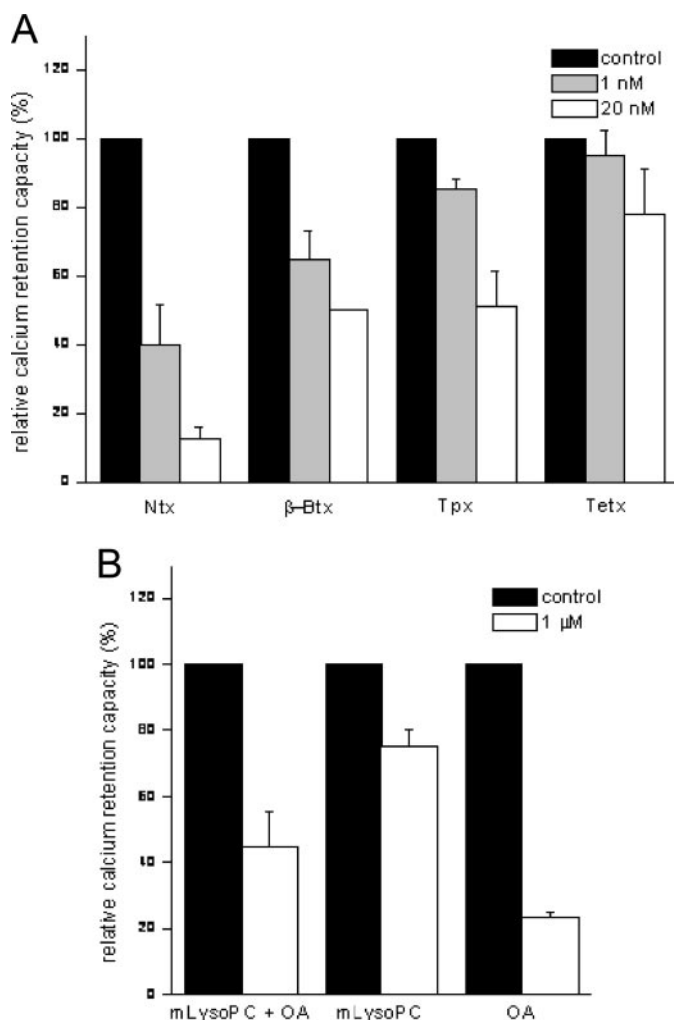 A
relative calcium retention capacity (%)
120
100
80
60
40
20
0
control
1 nM
20 nM
Ntx
β-Btx
Tpx
Tetx
B
relative calcium retention capacity (%)
120
100
80
60
40
20
0
control
1 μM
mLysoPC + OA
mLysoPC
OA